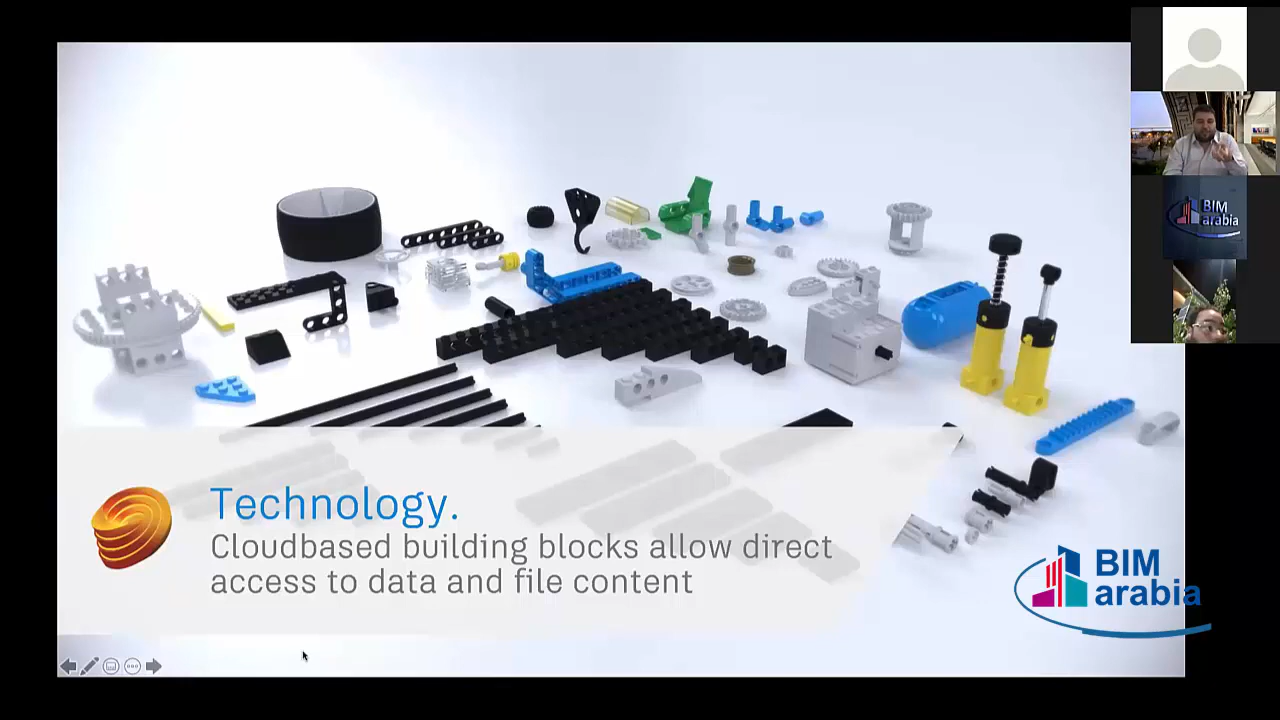 Technology.
Cloudbased building blocks allow direct
access to data and file content
BIM
arabia
BIM
arabia